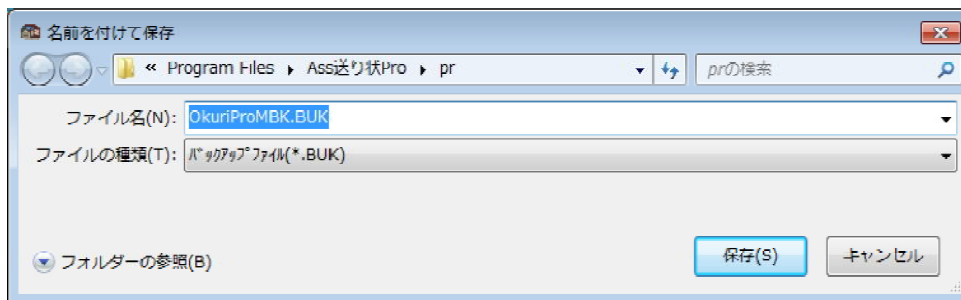 名前を付けて保存
« Program Files ▸ Ass送り状Pro ▸ pr
prの検索
ファイル名(N): OkuriProMBK.BUK
ファイルの種類(T): ﾊﾞｯｸｱｯﾌﾟﾌｧｲﾙ(*.BUK)
フォルダーの参照(B)
保存(S)
キャンセル